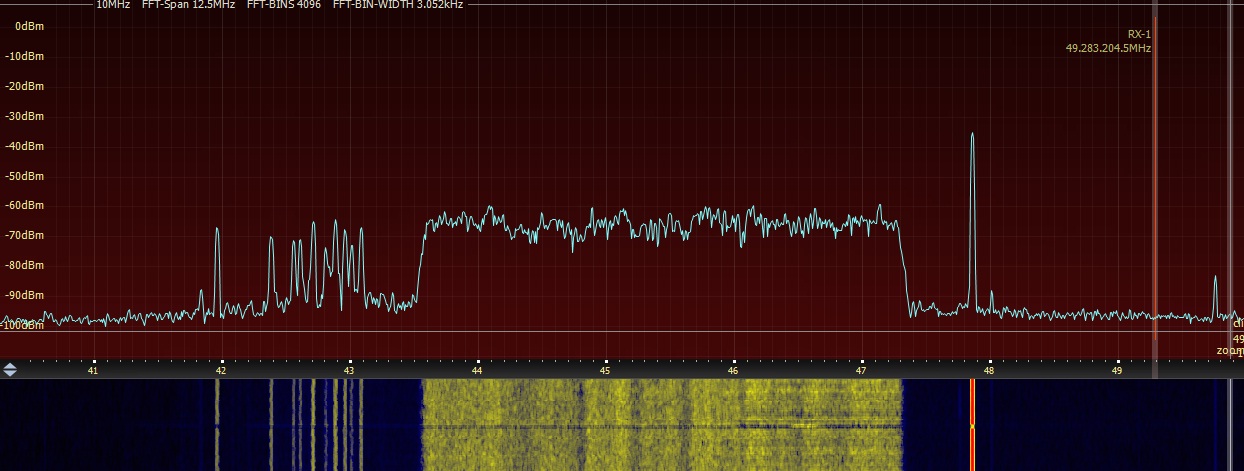 10MHz FFT-Span 12.5MHz FFT-BINS 4096 FFT-BIN-WIDTH 3.052kHz
0dBm
RX-1
49.283.204.5MHz
-10dBm
-20dBm
-30dBm
-40dBm
-50dBm
-60dBm
-70dBm
-80dBm
-90dBm
-100dBm
49
zoom
41 42 43 44 45 46 47 48 49